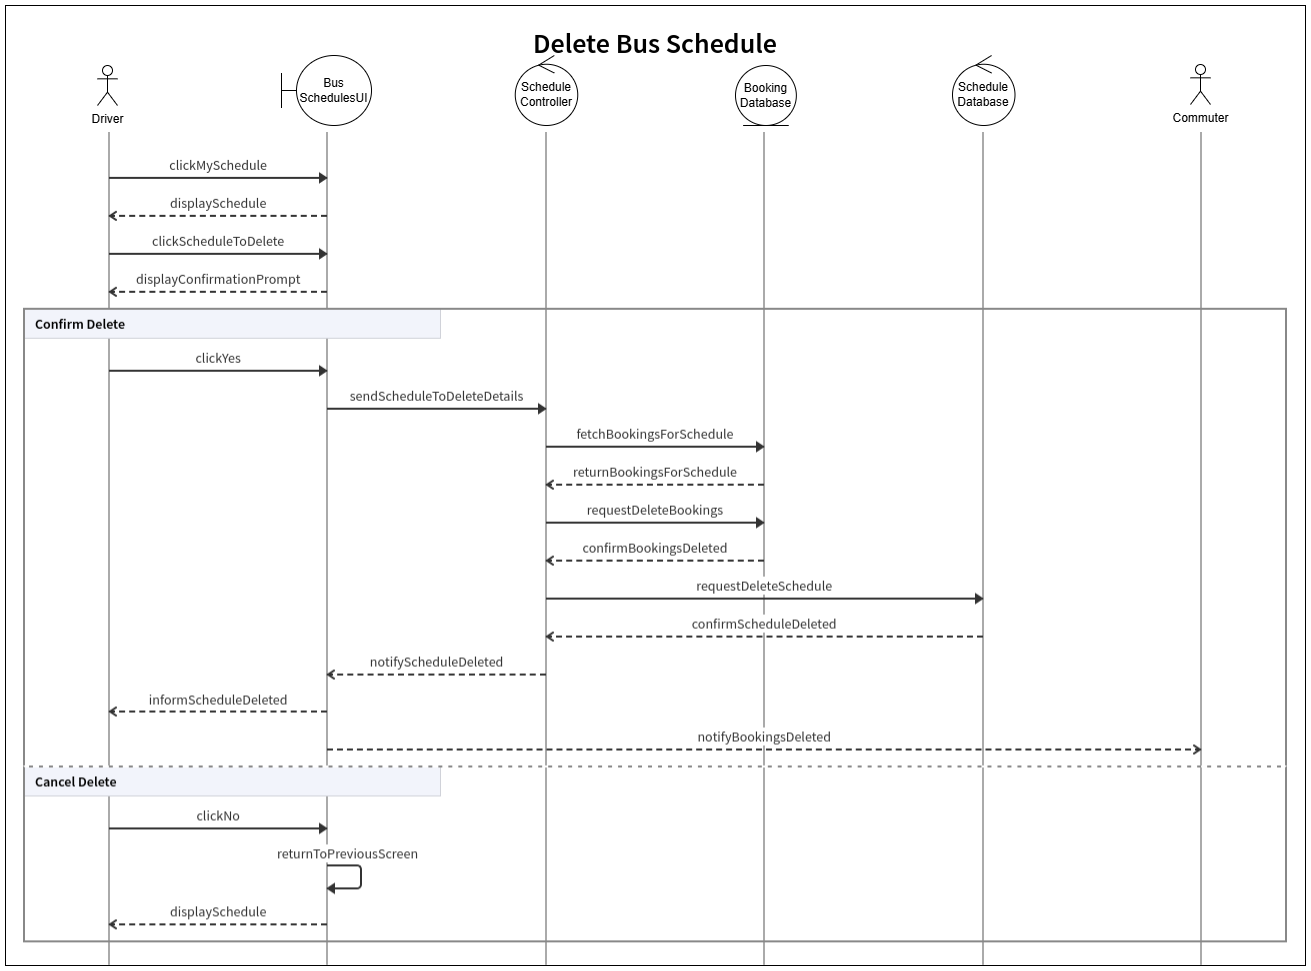 Delete Bus Schedule
Driver
Bus
SchedulesUI
Schedule
Controller
Booking
Database
Schedule
Database
Commuter
clickMySchedule
displaySchedule
clickScheduleToDelete
displayConfirmationPrompt
Confirm Delete
clickYes
sendScheduleToDeleteDetails
fetchBookingsForSchedule
returnBookingsForSchedule
requestDeleteBookings
confirmBookingsDeleted
requestDeleteSchedule
confirmScheduleDeleted
notifyScheduleDeleted
informScheduleDeleted
notifyBookingsDeleted
Cancel Delete
clickNo
returnToPreviousScreen
displaySchedule